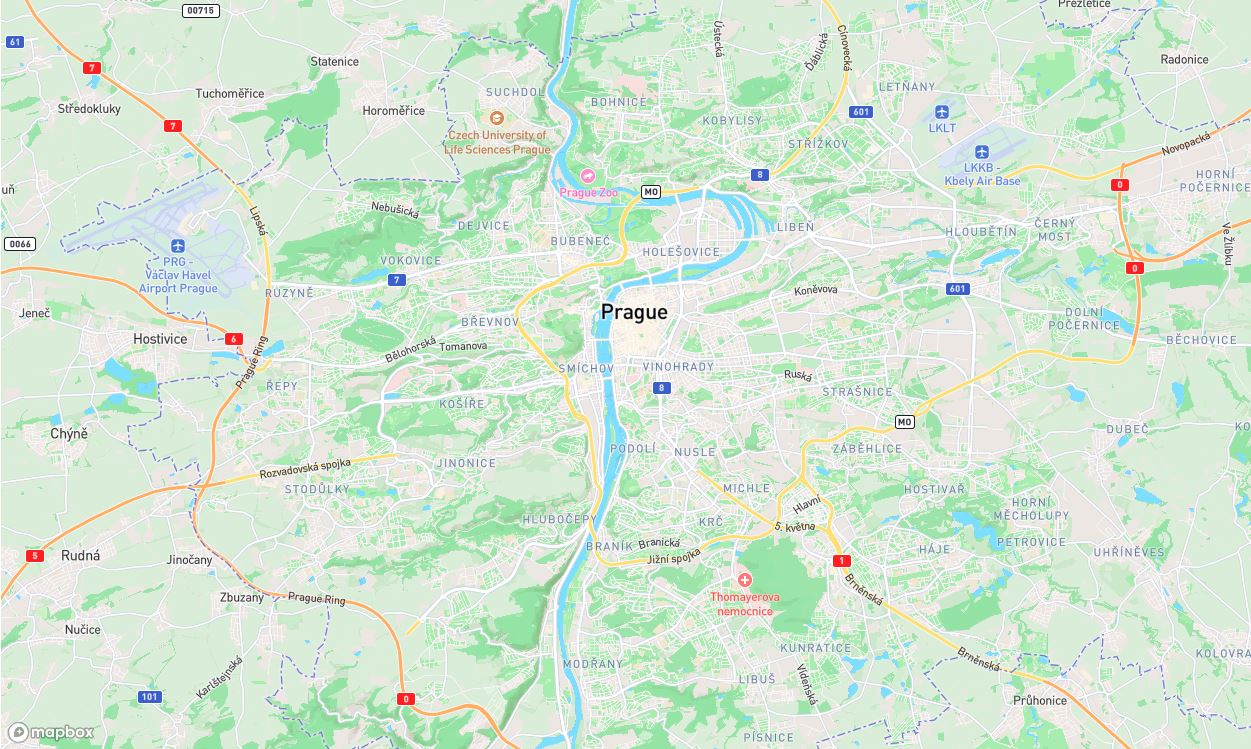 00715
Přezletice
61
Cínovecká
Ústecká
Ďáblická
7
Statenice
Radonice
Tuchoměřice
SUCHDOL
LETŇANY
Středokluky
Horoměřice
BOHNICE
601
7
Czech University of
Life Sciences Prague
KOBYLISY
LKLT
STŘÍŽKOV
Novopacká
LKKB -
Kbely Air Base
8
0
HORNÍ
POČERNICE
Prague Zoo
MO
uň
Lipská
Nebušická
DEJVICE
LIBEŇ
HLOUBĚTÍN
ČERNÝ
MOST
Ve Žlíbku
0066
BUBENEČ
HOLEŠOVICE
PRG -
Václav Havel
Airport Prague
VOKOVICE
0
7
RUZYNĚ
Koněvova
601
Jeneč
Prague
DOLNÍ
POČERNICE
BŘEVNOV
Hostivice
6
Bělohorská
Tomanova
BĚCHOVICE
Prague Ring
SMÍCHOV
VINOHRADY
Ruská
ŘEPY
8
STRAŠNICE
KOŠÍŘE
MO
Chýně
DUBEČ
KO
PODOLÍ
NUSLE
ZÁBĚHLICE
Rozvadovská spojka
JINONICE
STODŮLKY
MICHLE
HOSTIVAŘ
Hlavní
HORNÍ
MĚCHOLUPY
HLUBOČEPY
KRČ
5. května
5
Rudná
Jinočany
BRANÍK
Branická
Jižní spojka
HÁJE
PETROVICE
UHŘÍNĚVES
1
Zbuzany
Prague Ring
Thomayerova
nemocnice
Brněnská
Nučice
KUNRATICE
Brněnská
KOLOVRA
MODŘANY
Karlštejnská
LIBUŠ
Vídeňská
101
0
Průhonice
mapbox
PÍSNICE